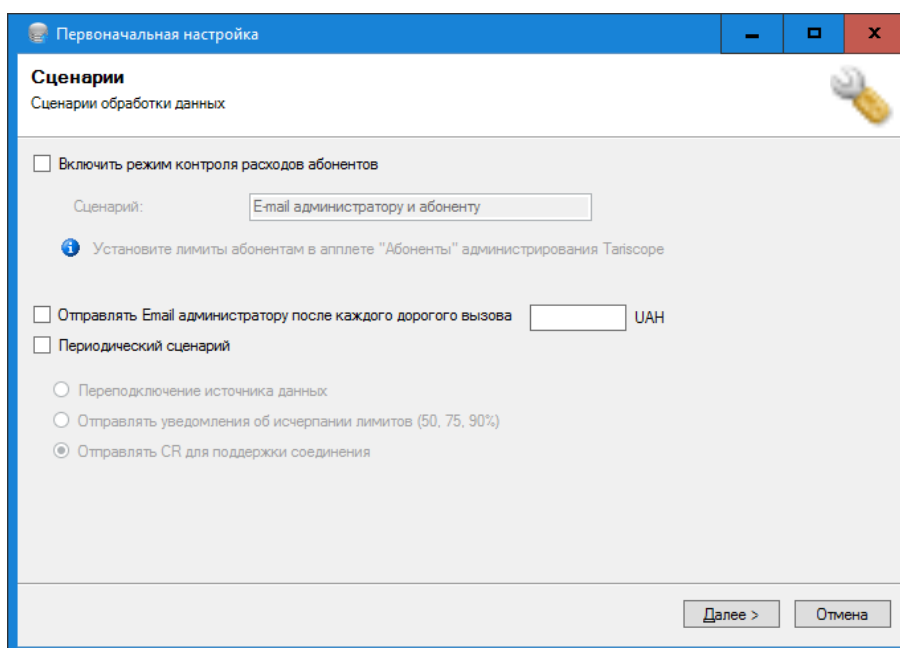 Первоначальная настройка
Сценарии
Сценарии обработки данных
Включить режим контроля расходов абонентов
Сценарий: E-mail администратору и абоненту
Установите лимиты абонентам в апплете "Абоненты" администрирования Tariscope
Отправлять Email администратору после каждого дорогого вызова UAH
Периодический сценарий
Переподключение источника данных
Отправлять уведомления об исчерпании лимитов (50, 75, 90%)
Отправлять CR для поддержки соединения
Далее > Отмена